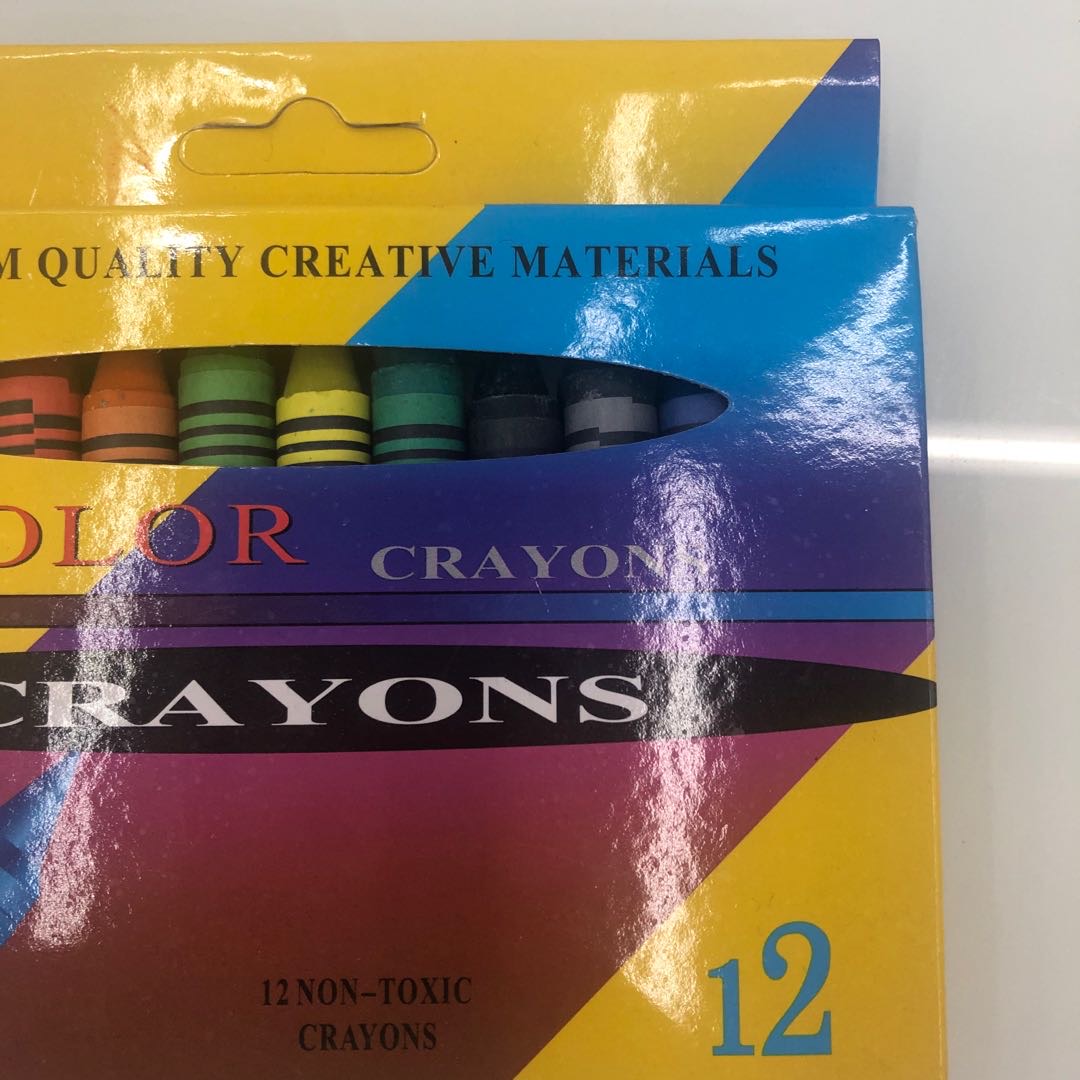 M QUALITY CREATIVE MATERIALS
OLOR CRAYONS
CRAYONS
12 NON-TOXIC
CRAYONS
12